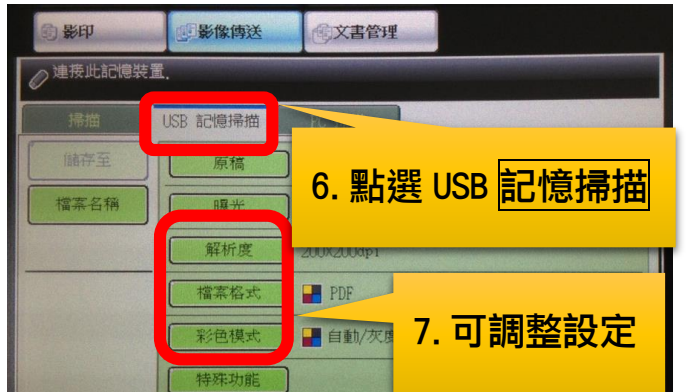 影印
影像傳送
文書管理
連接此記憶裝置.
掃描
USB 記憶掃描
儲存至
原稿
6. 點選 USB 記憶掃描
檔案名稱
曝光
解析度
200x200dpi
檔案格式
PDF
7. 可調整設定
彩色模式
自動/灰度
特殊功能